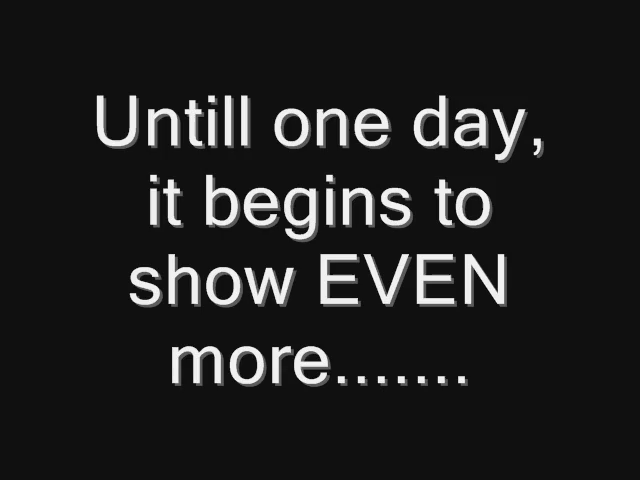 Untill one day,
it begins to
show EVEN
more.......